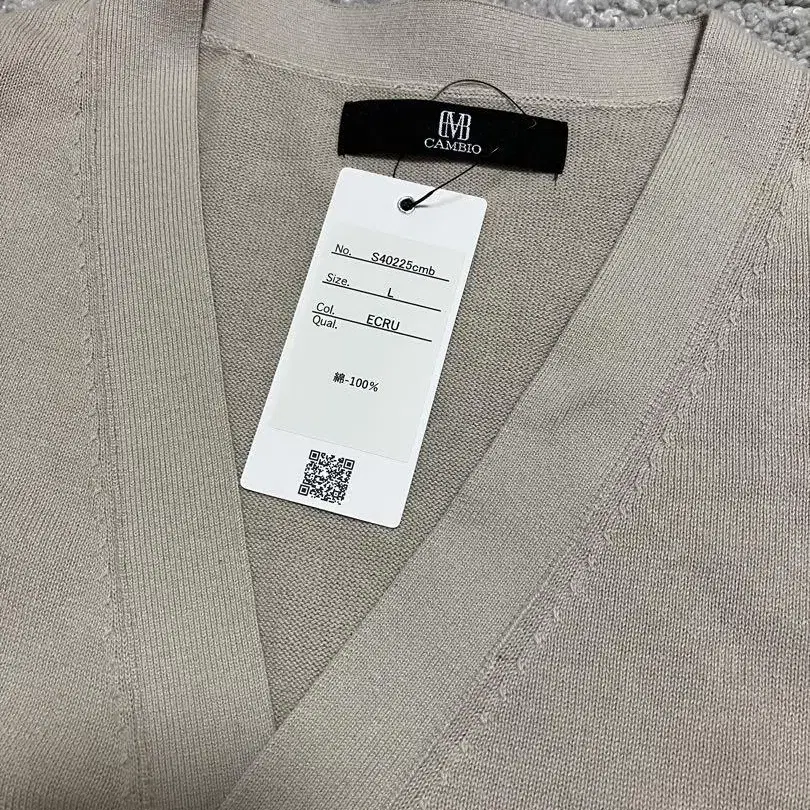 CAMBIO
No. S40225cmb
Size. L
Col. ECRU
Qual.
綿-100%